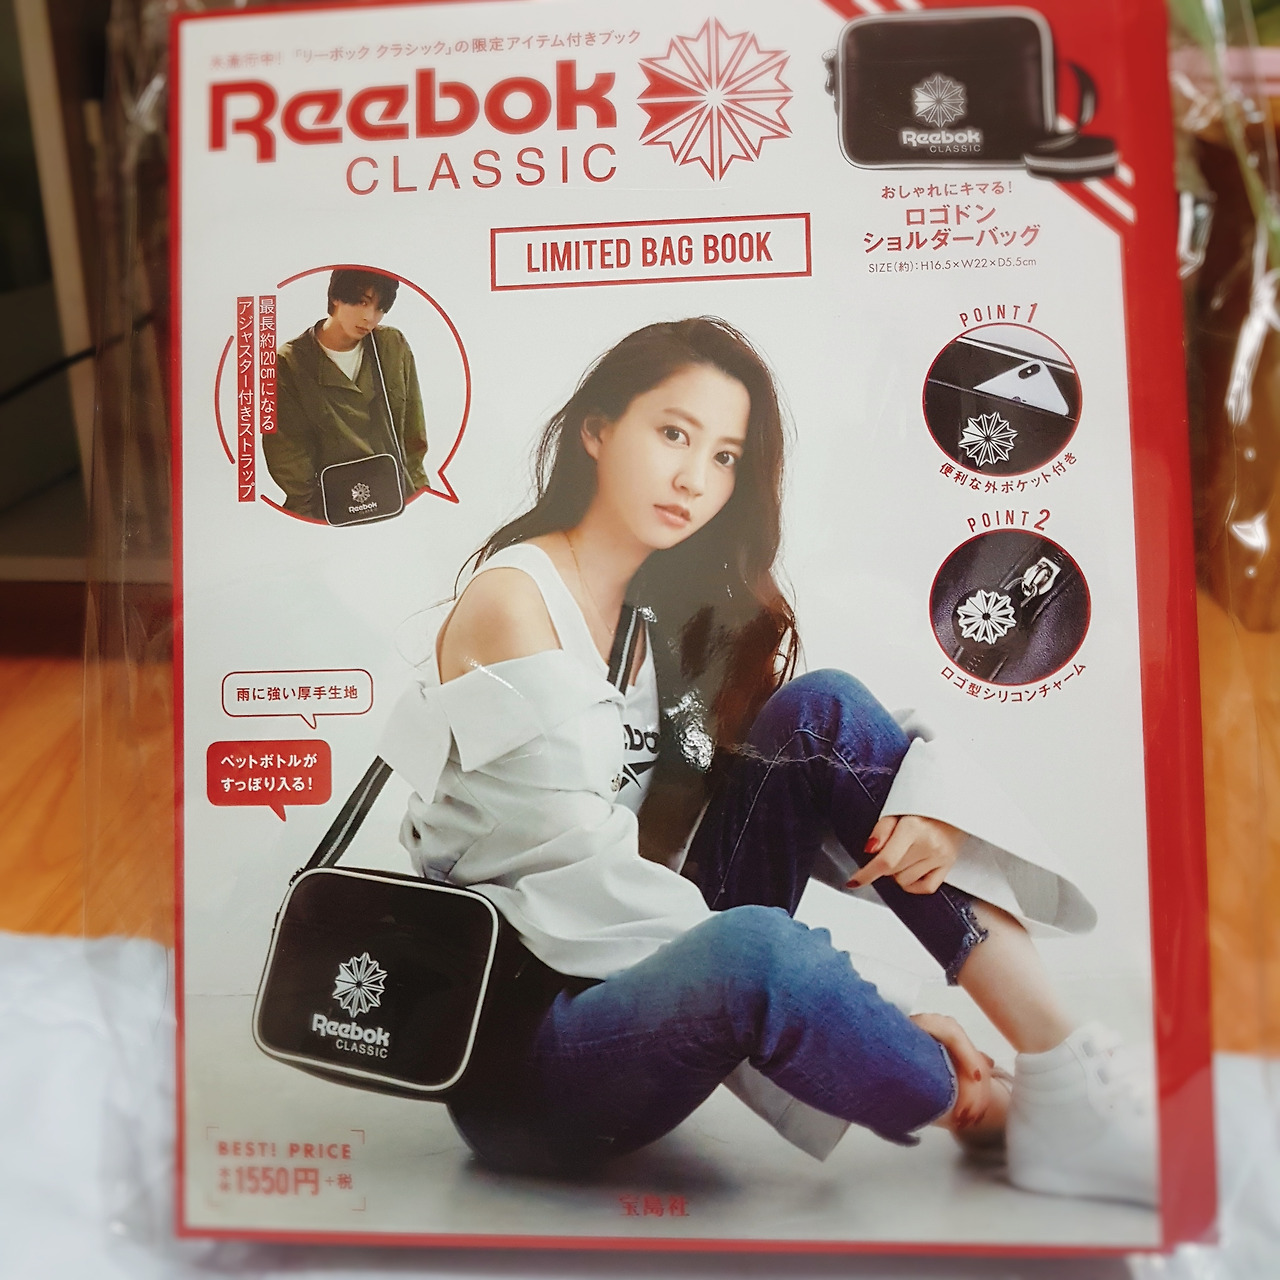 大流行中！「リーボック クラシック」の限定アイテム付きブック
Reebok
CLASSIC
LIMITED BAG BOOK
Reebok
CLASSIC
おしゃれにキマる！
ロゴドン
ショルダーバッグ
SIZE(約)：H16.5×W22×D5.5cm
最長約120cmになる
アジャスター付きストラップ
Reebok
POINT 1
便利な外ポケット付き
POINT 2
ロゴ型シリコンチャーム
雨に強い厚手生地
ペットボトルが
すっぽり入る！
Reebok
CLASSIC
BEST! PRICE
本体1550円+税
宝島社